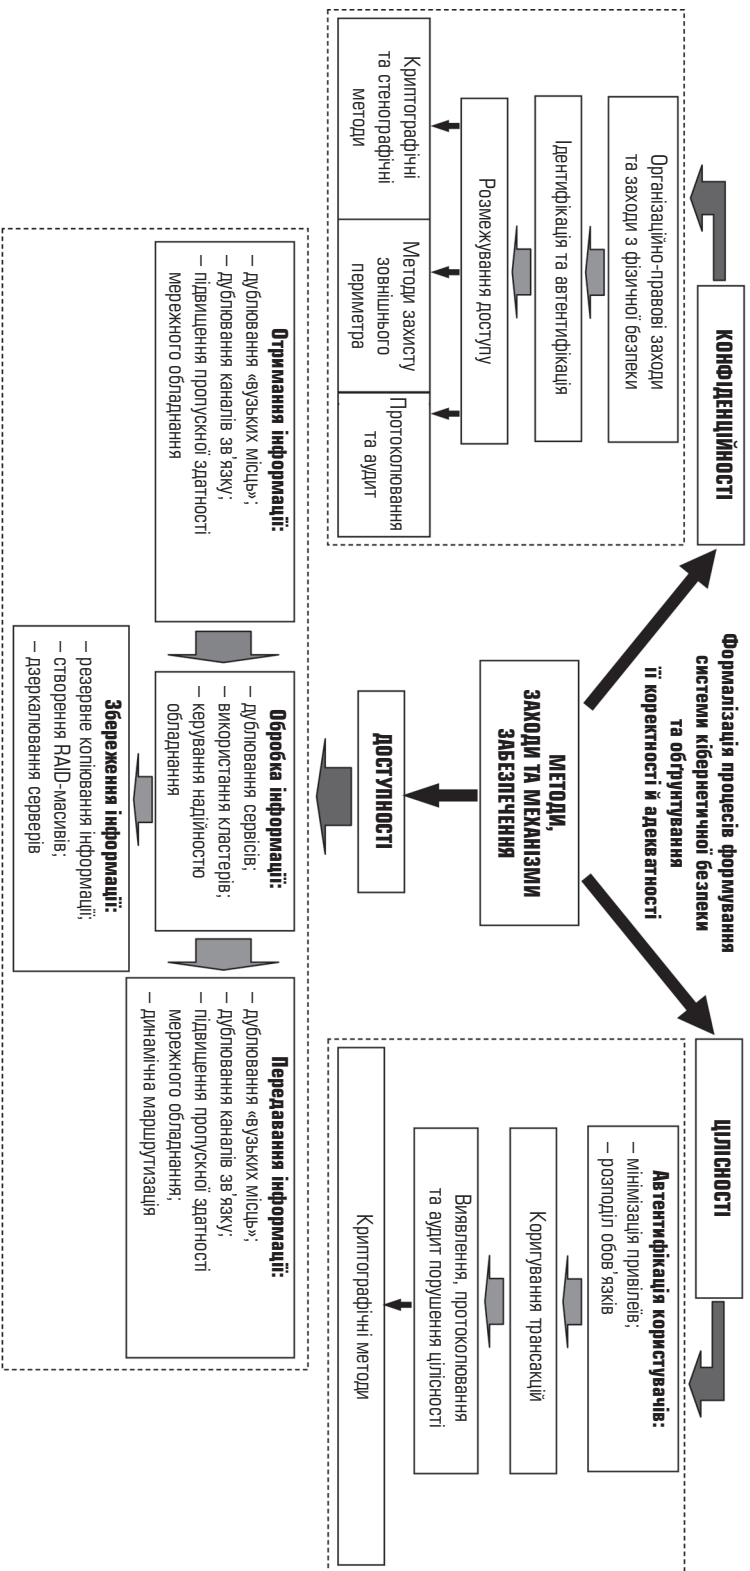 Формалізація процесів формування
системи кібернетичної безпеки
та обґрунтування
її коректності й адекватності
КОНФІДЕНЦІЙНОСТІ
Організаційно-правові заходи
та заходи з фізичної безпеки
Ідентифікація та автентифікація
Розмежування доступу
Криптографічні
та стенографічні
методи
Методи захисту
зовнішнього
периметра
Протоколювання
та аудит
МЕТОДИ,
ЗАХОДИ ТА МЕХАНІЗМИ
ЗАБЕЗПЕЧЕННЯ
ЦІЛІСНОСТІ
Автентифікація користувачів:
– мінімізація привілеїв;
– розподіл обов'язків
Коригування трансакцій
Виявлення, протоколювання
та аудит порушення цілісності
Криптографічні методи
ДОСТУПНОСТІ
Отримання інформації:
– дублювання «вузьких місць»;
– дублювання каналів зв'язку;
– підвищення пропускної здатності
мережного обладнання
Обробка інформації:
– дублювання сервісів;
– використання кластерів;
– керування надійністю
обладнання
Передавання інформації:
– дублювання «вузьких місць»;
– дублювання каналів зв'язку;
– підвищення пропускної здатності
мережного обладнання;
– динамічна маршрутизація
Збереження інформації:
– резервне копіювання інформації;
– створення RAID-масивів;
– дзеркалювання серверів